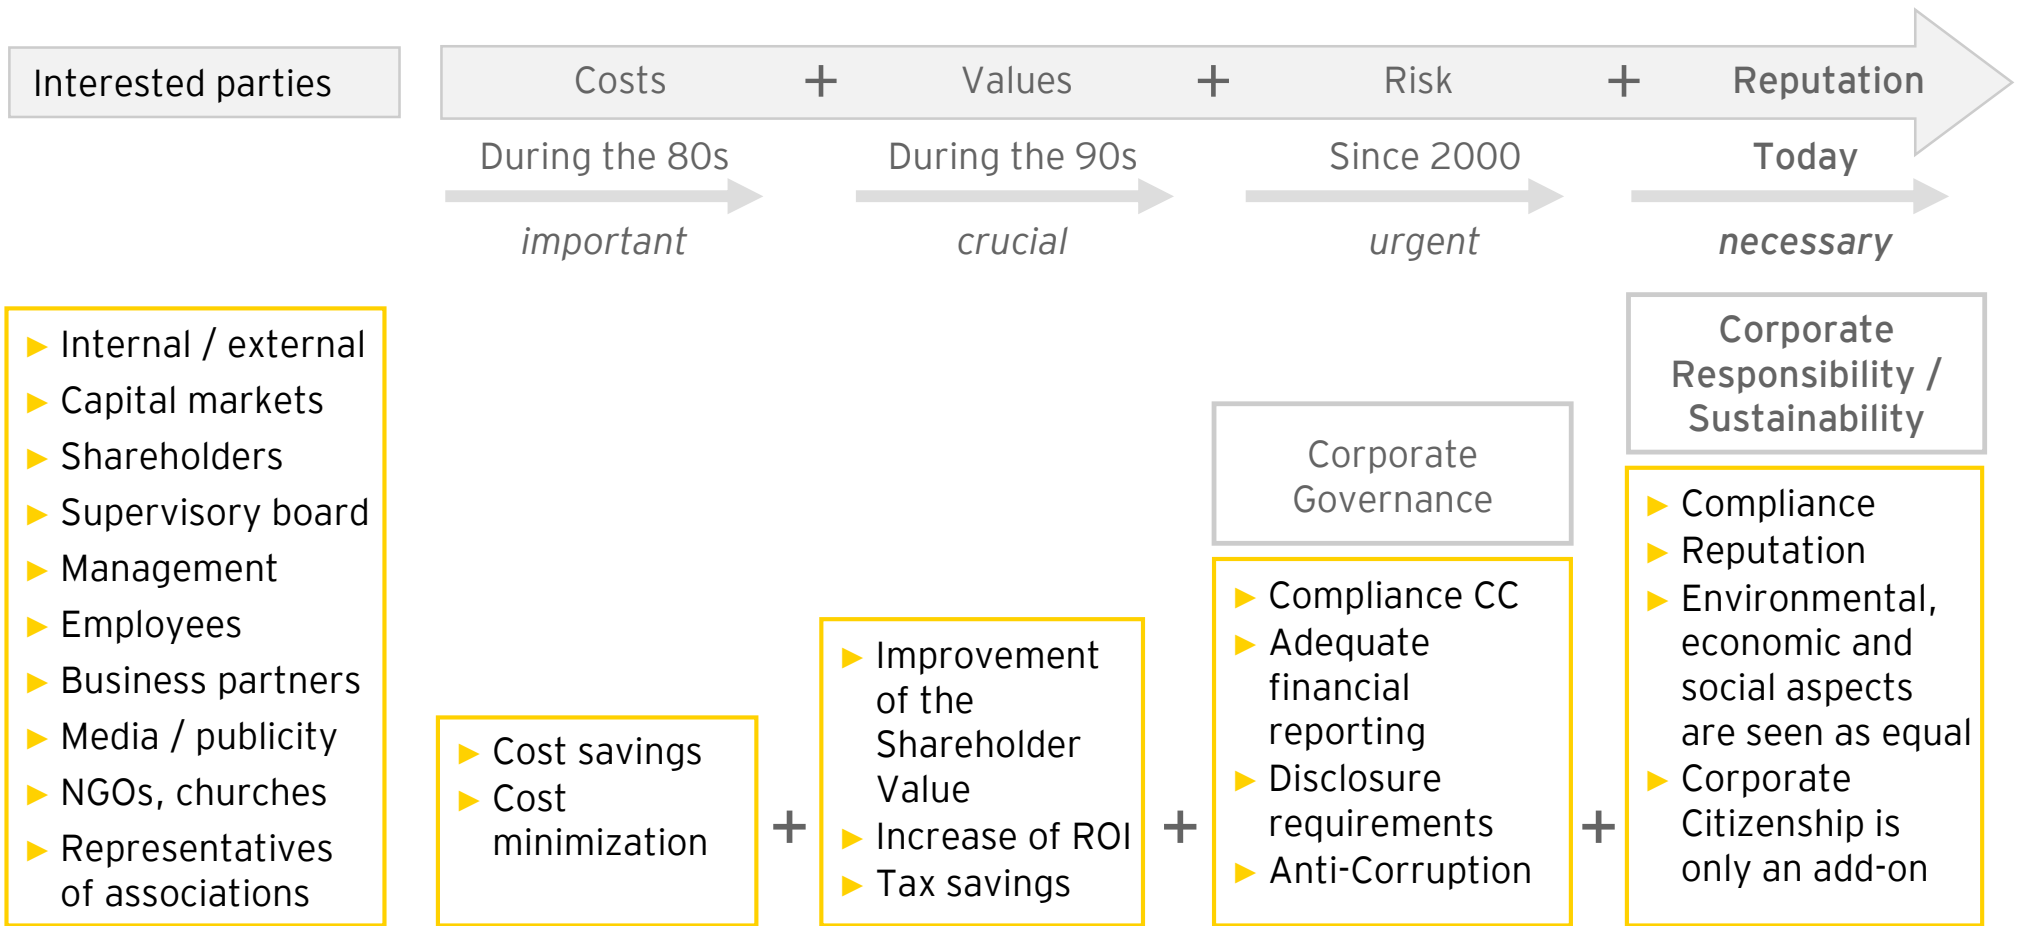 Interested parties
Costs + Values + Risk + Reputation
During the 80s
During the 90s
Since 2000
Today
important
crucial
urgent
necessary
► Internal / external
► Capital markets
► Shareholders
► Supervisory board
► Management
► Employees
► Business partners
► Media / publicity
► NGOs, churches
► Representatives
of associations
► Cost savings
► Cost
minimization
+
► Improvement
of the
Shareholder
Value
► Increase of ROI
► Tax savings
+
Corporate
Governance
► Compliance CC
► Adequate
financial
reporting
► Disclosure
requirements
► Anti-Corruption
+
Corporate
Responsibility /
Sustainability
► Compliance
► Reputation
► Environmental,
economic and
social aspects
are seen as equal
► Corporate
Citizenship is
only an add-on